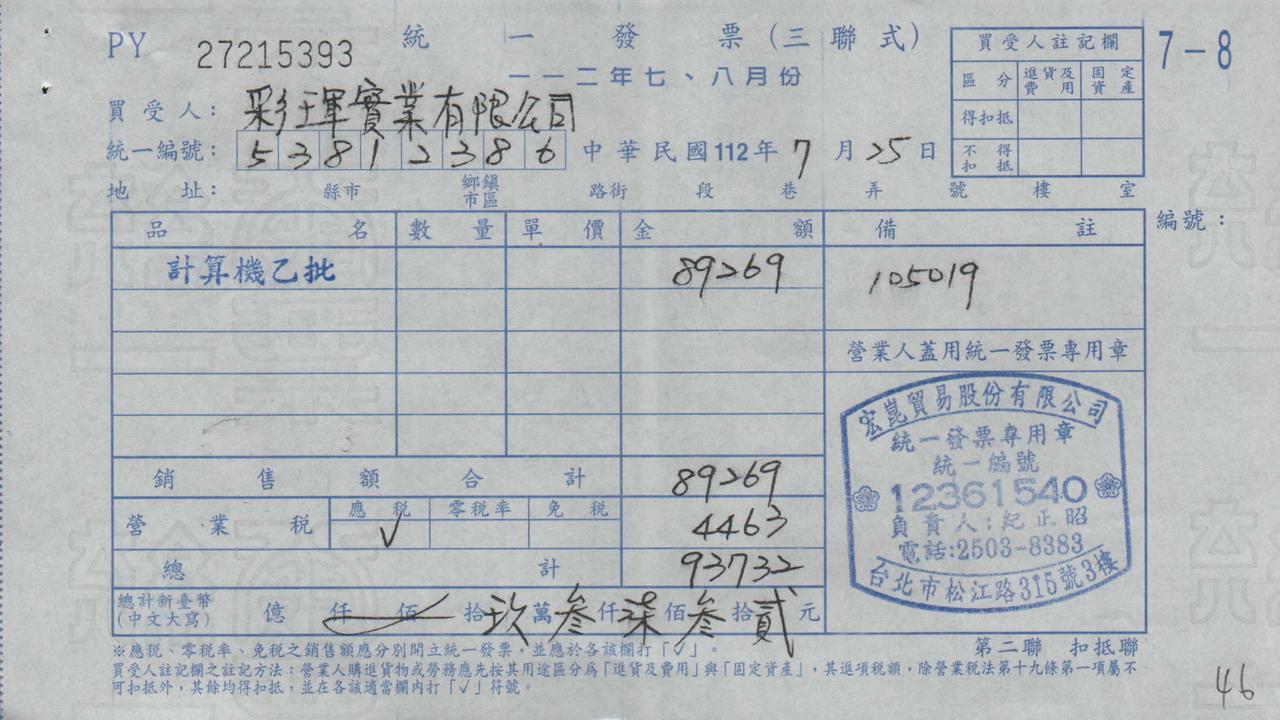 PY 27215393 統一發票(三聯式)
7-8
一一二年七、八月份
買受人註記欄
區分 進貨及費用 固定資產
得扣抵
不得扣抵
買受人: 彩琿實業有限公司
統一編號: 53812386 中華民國112年7月25日
地址: 縣市 鄉鎮市區 路街 段 巷 弄 號 樓 室
編號:
品名 數量 單價 金額 備註
計算機乙批 89269 105019
營業人蓋用統一發票專用章
宏崑貿易股份有限公司
統一發票專用章
統一編號
12361540
負責人:紀正昭
電話:2503-8383
台北市松江路315號3樓
銷售額合計 89269
營業稅 應稅 ✓ 零稅率 免稅 4463
總計 93732
總計新臺幣(中文大寫) 億 仟 佰 拾玖萬叁仟柒佰叁拾貳元
※應税、零税率、免税之銷售額應分別開立統一發票,並應於各該欄打「✓」。
第二聯 扣抵聯
買受人註記欄之註記方法:營業人購進貨物或勞務應先按其用途區分為「進貨及費用」與「固定資產」,其進項稅額,除營業稅法第十九條第一項屬不
可扣抵外,其餘均得扣抵,並在各該適當欄內打「✓」符號。
46